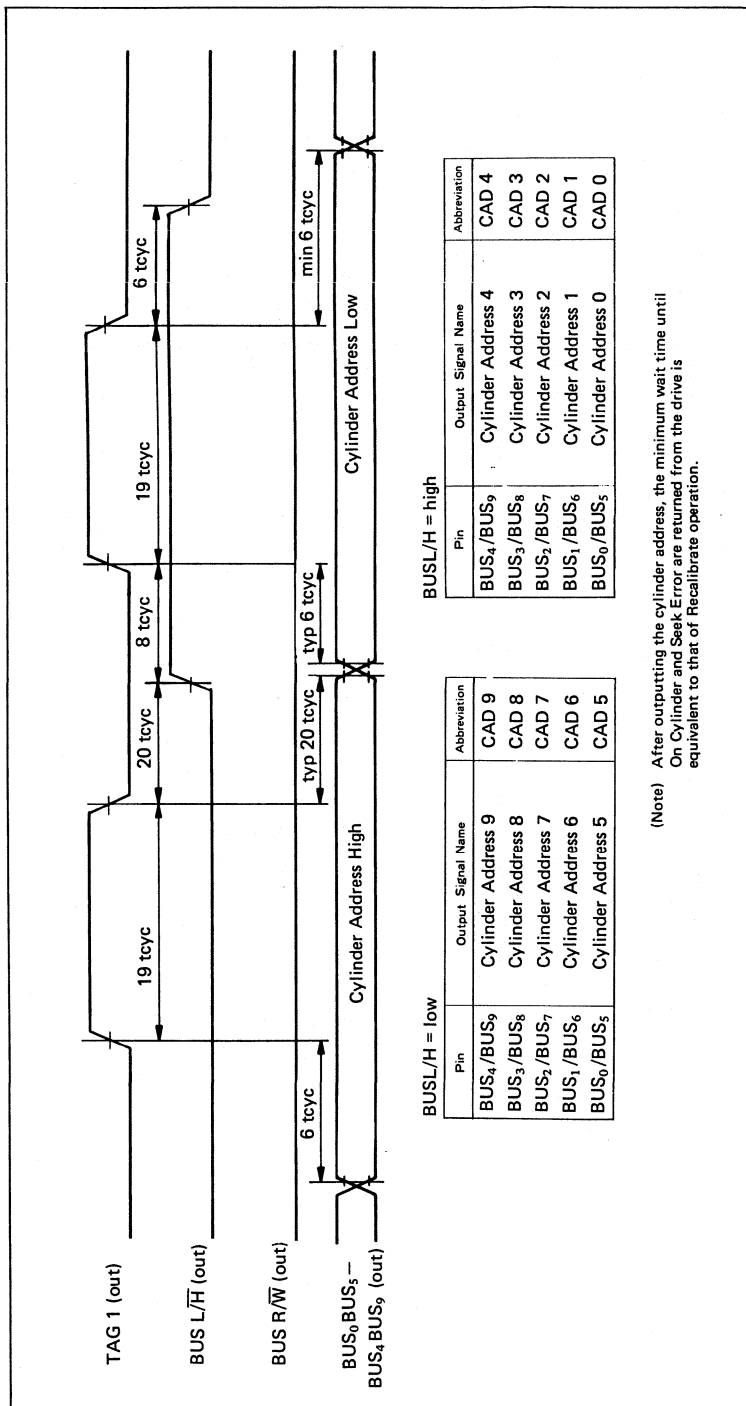 TAG 1 (out)
19 tcyc
20 tcyc
8 tcyc
19 tcyc
6 tcyc
BUS L/H̅ (out)
BUS R/W̅ (out)
6 tcyc
typ 20 tcyc
typ 6 tcyc
min 6 tcyc
BUS₀BUS₅ –
BUS₄BUS₉ (out)
Cylinder Address High
Cylinder Address Low
BUSL/H = low
Pin Output Signal Name Abbreviation
BUS₄/BUS₉ Cylinder Address 9 CAD 9
BUS₃/BUS₈ Cylinder Address 8 CAD 8
BUS₂/BUS₇ Cylinder Address 7 CAD 7
BUS₁/BUS₆ Cylinder Address 6 CAD 6
BUS₀/BUS₅ Cylinder Address 5 CAD 5
BUSL/H = high
Pin Output Signal Name Abbreviation
BUS₄/BUS₉ Cylinder Address 4 CAD 4
BUS₃/BUS₈ Cylinder Address 3 CAD 3
BUS₂/BUS₇ Cylinder Address 2 CAD 2
BUS₁/BUS₆ Cylinder Address 1 CAD 1
BUS₀/BUS₅ Cylinder Address 0 CAD 0
(Note) After outputting the cylinder address, the minimum wait time until
On Cylinder and Seek Error are returned from the drive is
equivalent to that of Recalibrate operation.